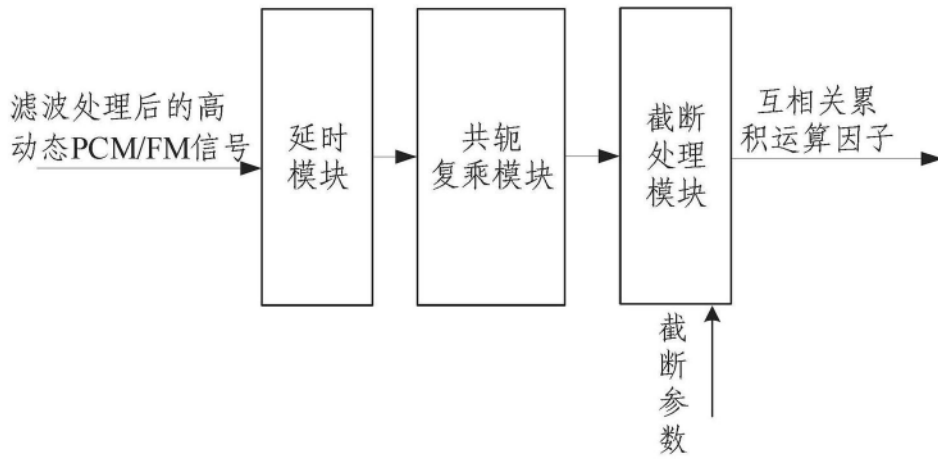 滤波处理后的高
动态PCM/FM信号
延时
模块
共轭
复乘模块
截断
处理
模块
互相关累
积运算因子
截
断
参
数